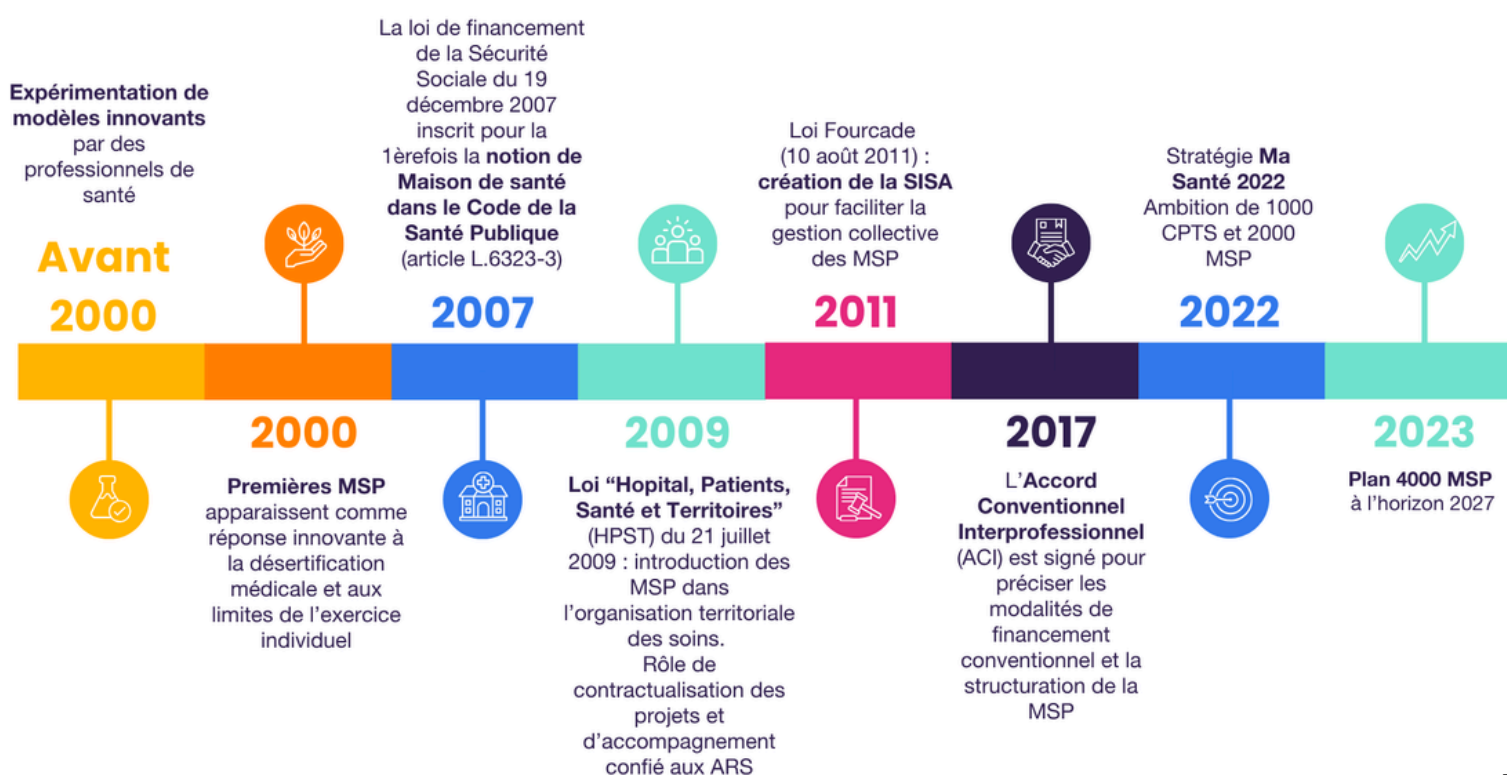 Expérimentation de
modèles innovants
par des
professionnels de
santé
Avant
2000
2000
Premières MSP
apparaissent comme
réponse innovante à
la désertification
médicale et aux
limites de l'exercice
individuel
La loi de financement
de la Sécurité
Sociale du 19
décembre 2007
inscrit pour la
1èrefois la notion de
Maison de santé
dans le Code de la
Santé Publique
(article L.6323-3)
2007
2009
Loi “Hopital, Patients,
Santé et Territoires”
(HPST) du 21 juillet
2009 : introduction des
MSP dans
l'organisation territoriale
des soins.
Rôle de
contractualisation des
projets et
d'accompagnement
confié aux ARS
Loi Fourcade
(10 août 2011) :
création de la SISA
pour faciliter la
gestion collective
des MSP
2011
2017
L'Accord
Conventionnel
Interprofessionnel
(ACI) est signé pour
préciser les
modalités de
financement
conventionnel et la
structuration de la
MSP
Stratégie Ma
Santé 2022
Ambition de 1000
CPTS et 2000
MSP
2022
2023
Plan 4000 MSP
à l'horizon 2027